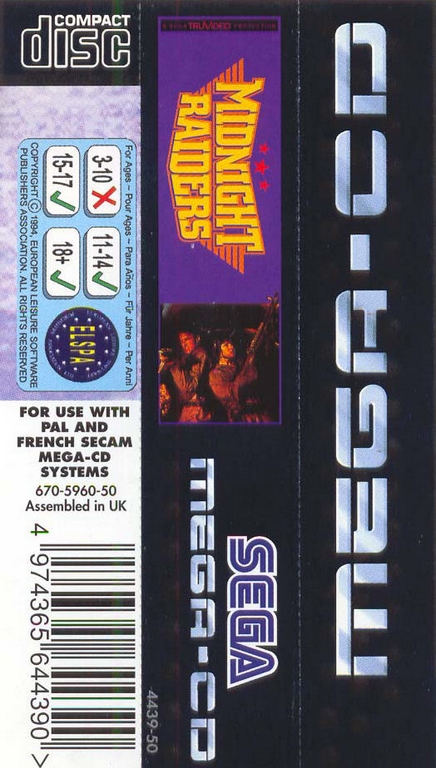 COMPACT
disc
For Ages ~ Pour Ages ~ Para Años ~ Für Jahre ~ Per Anni
3-10
11-14
15-17
18+
ELSPA
COPYRIGHT © 1994, EUROPEAN LEISURE SOFTWARE
PUBLISHERS ASSOCIATION. ALL RIGHTS RESERVED
FOR USE WITH
PAL AND
FRENCH SECAM
MEGA-CD
SYSTEMS
670-5960-50
Assembled in UK
4 974365 644390 >
A SEGA TRUVIDEO PRODUCTION
MIDNIGHT
RAIDERS™
SEGA
MEGA-CD
4439-50
MEGA-CD